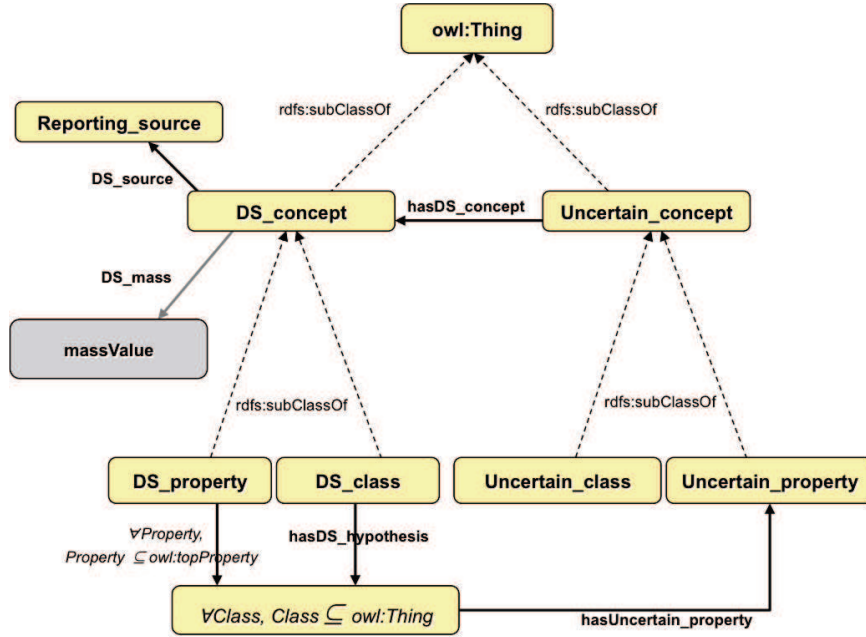 owl:Thing
rdfs:subClassOf
rdfs:subClassOf
Reporting_source
DS_source
DS_concept
hasDS_concept
Uncertain_concept
DS_mass
massValue
rdfs:subClassOf
rdfs:subClassOf
DS_property
DS_class
Uncertain_class
Uncertain_property
∀Property,
Property ⊆ owl:topProperty
hasDS_hypothesis
∀Class, Class ⊆ owl:Thing
hasUncertain_property